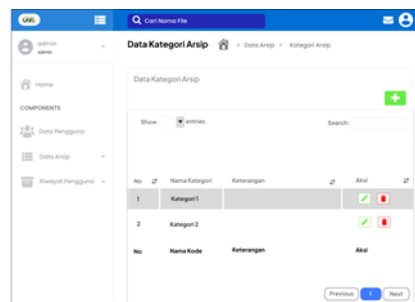 Cari Nama File
admin
admin
Data Kategori Arsip
Data Arsip
Kategori Arsip
Home
COMPONENTS
Data Pengguna
Data Arsip
Riwayat Pengguna
Data Kategori Arsip
Show entries
Search:
No Nama Kategori Keterangan Aksi
1 Kategori 1
2 Kategori 2
No Nama Kode Keterangan Aksi
Previous 1 Next